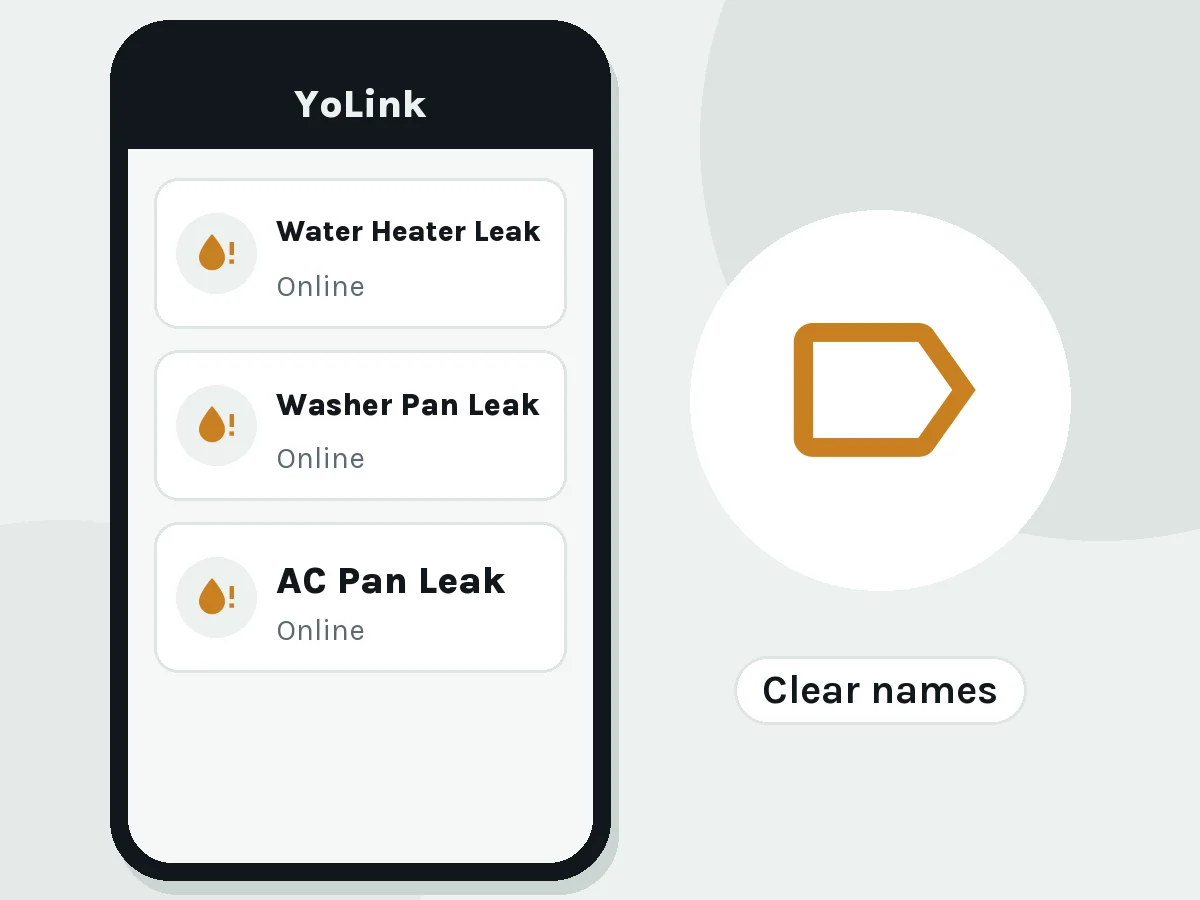 YoLink
Water Heater Leak
Online
Washer Pan Leak
Online
AC Pan Leak
Online
Clear names